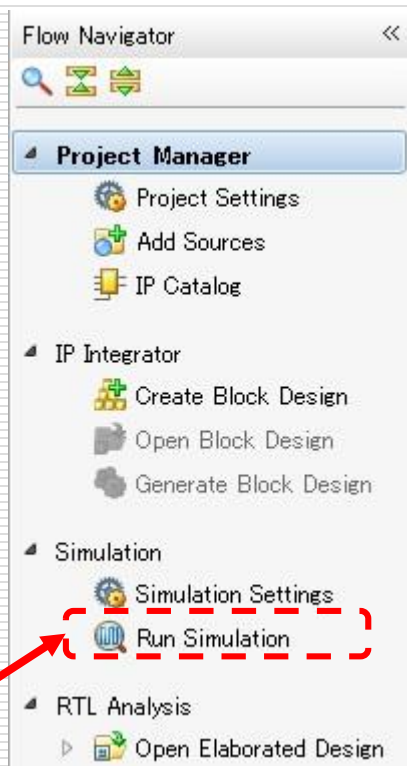 Flow Navigator
Project Manager
Project Settings
Add Sources
IP Catalog
IP Integrator
Create Block Design
Open Block Design
Generate Block Design
Simulation
Simulation Settings
Run Simulation
RTL Analysis
Open Elaborated Design